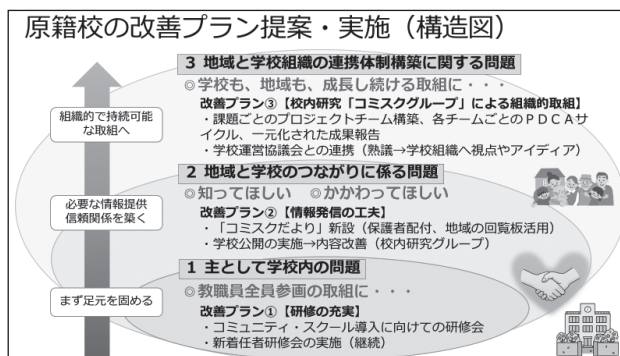 原籍校の改善プラン提案・実施（構造図）
3 地域と学校組織の連携体制構築に関する問題
◎学校も、地域も、成長し続ける取組に・・・
改善プラン③【校内研究「コミスクグループ」による組織的取組】
・課題ごとのプロジェクトチーム構築、各チームごとのＰＤＣＡサ
イクル、一元化された成果報告
・学校運営協議会との連携（熟議→学校組織へ視点やアイディア）
組織的で持続可能
な取組へ
2 地域と学校のつながりに係る問題
◎知ってほしい ◎かかわってほしい
改善プラン②【情報発信の工夫】
・「コミスクだより」新設（保護者配付、地域の回覧板活用）
・学校公開の実施→内容改善（校内研究グループ）
必要な情報提供
信頼関係を築く
1 主として学校内の問題
◎教職員全員参画の取組に・・・
改善プラン①【研修の充実】
・コミュニティ・スクール導入に向けての研修会
・新着任者研修会の実施（継続）
まず足元を固める